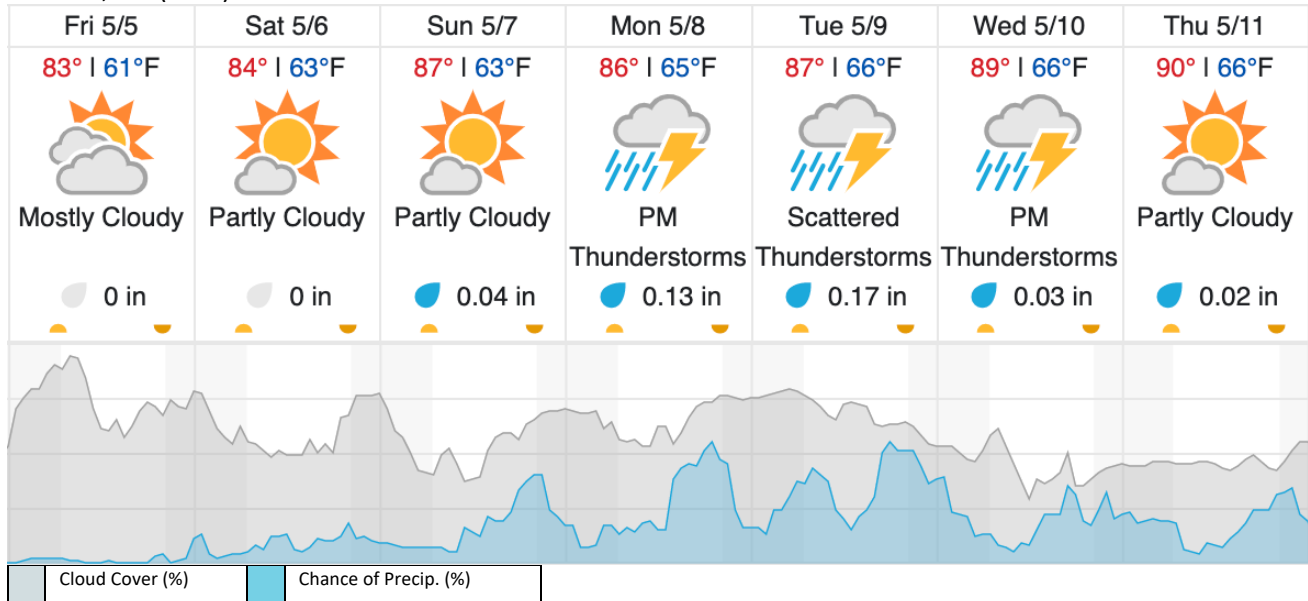 Fri 5/5 Sat 5/6 Sun 5/7 Mon 5/8 Tue 5/9 Wed 5/10 Thu 5/11
83° | 61°F 84° | 63°F 87° | 63°F 86° | 65°F 87° | 66°F 89° | 66°F 90° | 66°F
Mostly Cloudy Partly Cloudy Partly Cloudy PM Scattered PM Partly Cloudy
Thunderstorms Thunderstorms Thunderstorms
0 in 0 in 0.04 in 0.13 in 0.17 in 0.03 in 0.02 in
Cloud Cover (%) Chance of Precip. (%)